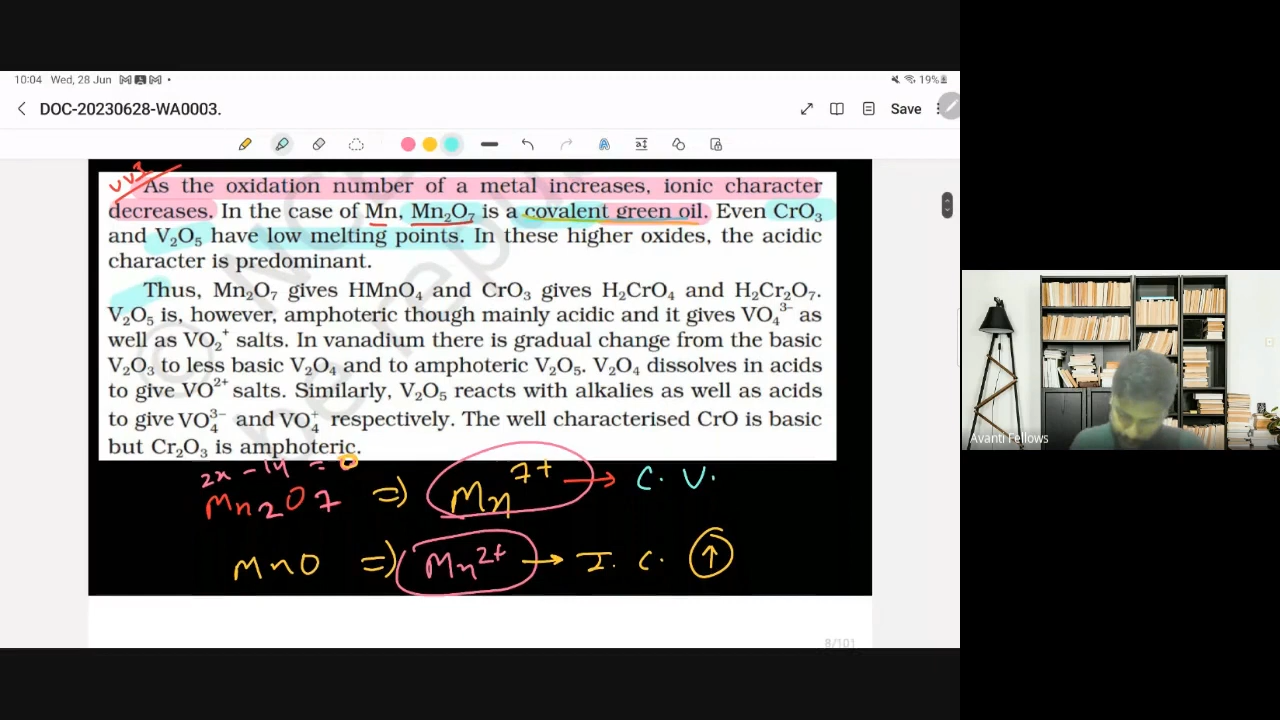 10:04 Wed, 28 Jun
19%
DOC-20230628-WA0003.
Save
As the oxidation number of a metal increases, ionic character
decreases. In the case of Mn, Mn₂O₇ is a covalent green oil. Even CrO₃
and V₂O₅ have low melting points. In these higher oxides, the acidic
character is predominant.
Thus, Mn₂O₇ gives HMnO₄ and CrO₃ gives H₂CrO₄ and H₂Cr₂O₇.
V₂O₅ is, however, amphoteric though mainly acidic and it gives VO₄³⁻ as
well as VO₂⁺ salts. In vanadium there is gradual change from the basic
V₂O₃ to less basic V₂O₄ and to amphoteric V₂O₅. V₂O₄ dissolves in acids
to give VO²⁺ salts. Similarly, V₂O₅ reacts with alkalies as well as acids
to give VO₄³⁻ and VO₄⁺ respectively. The well characterised CrO is basic
but Cr₂O₃ is amphoteric.
2x - 14 = 0
Mn₂O₇ ⇒ Mn⁷⁺ → C. V.
MnO ⇒ Mn²⁺ → I. C. ↑
8/101
Avanti Fellows